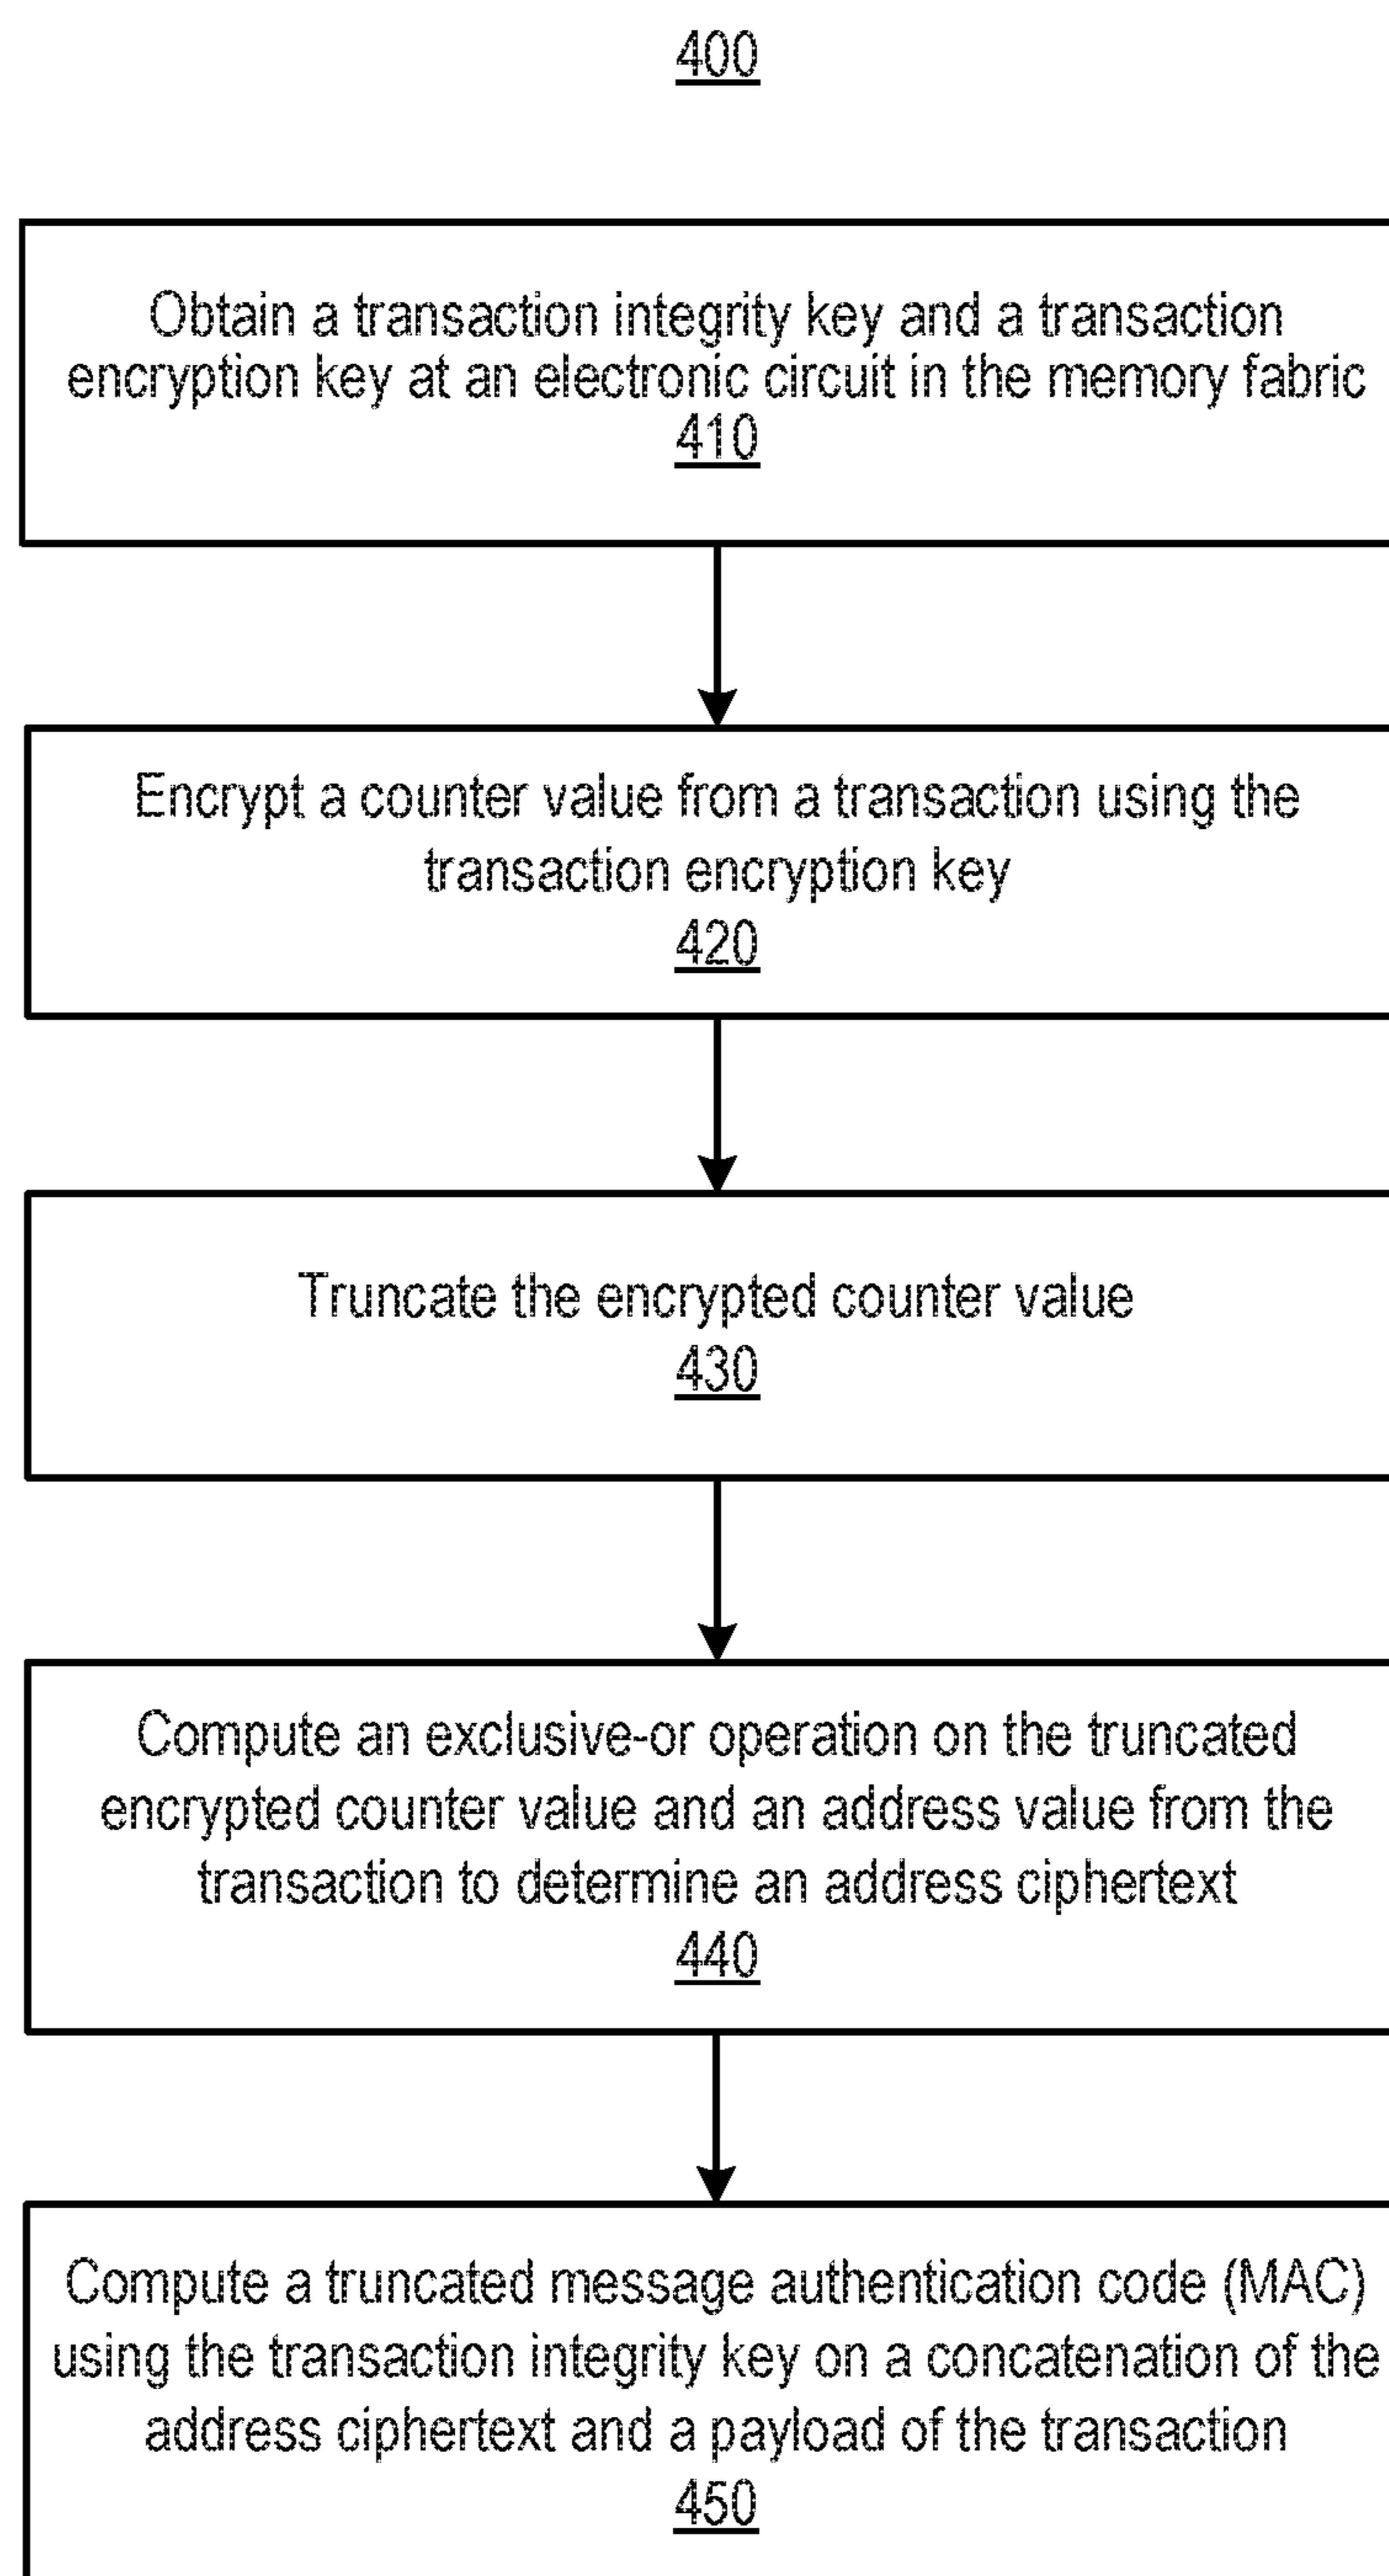 400
Obtain a transaction integrity key and a transaction
encryption key at an electronic circuit in the memory fabric
410
Encrypt a counter value from a transaction using the
transaction encryption key
420
Truncate the encrypted counter value
430
Compute an exclusive-or operation on the truncated
encrypted counter value and an address value from the
transaction to determine an address ciphertext
440
Compute a truncated message authentication code (MAC)
using the transaction integrity key on a concatenation of the
address ciphertext and a payload of the transaction
450